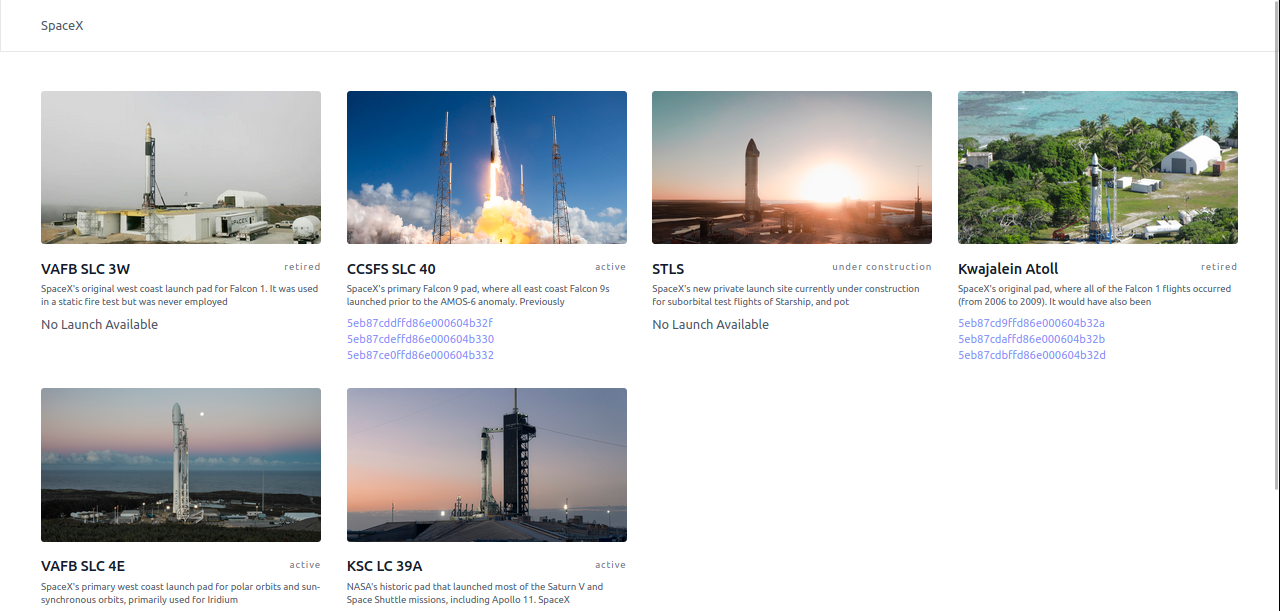 SpaceX
VAFB SLC 3W
retired
SpaceX's original west coast launch pad for Falcon 1. It was used
in a static fire test but was never employed
No Launch Available
CCSFS SLC 40
active
SpaceX's primary Falcon 9 pad, where all east coast Falcon 9s
launched prior to the AMOS-6 anomaly. Previously
5eb87cddffd86e000604b32f
5eb87cdeffd86e000604b330
5eb87ce0ffd86e000604b332
STLS
under construction
SpaceX's new private launch site currently under construction
for suborbital test flights of Starship, and pot
No Launch Available
Kwajalein Atoll
retired
SpaceX's original pad, where all of the Falcon 1 flights occurred
(from 2006 to 2009). It would have also been
5eb87cd9ffd86e000604b32a
5eb87cdaffd86e000604b32b
5eb87cdbffd86e000604b32d
VAFB SLC 4E
active
SpaceX's primary west coast launch pad for polar orbits and sun-
synchronous orbits, primarily used for Iridium
KSC LC 39A
active
NASA's historic pad that launched most of the Saturn V and
Space Shuttle missions, including Apollo 11. SpaceX